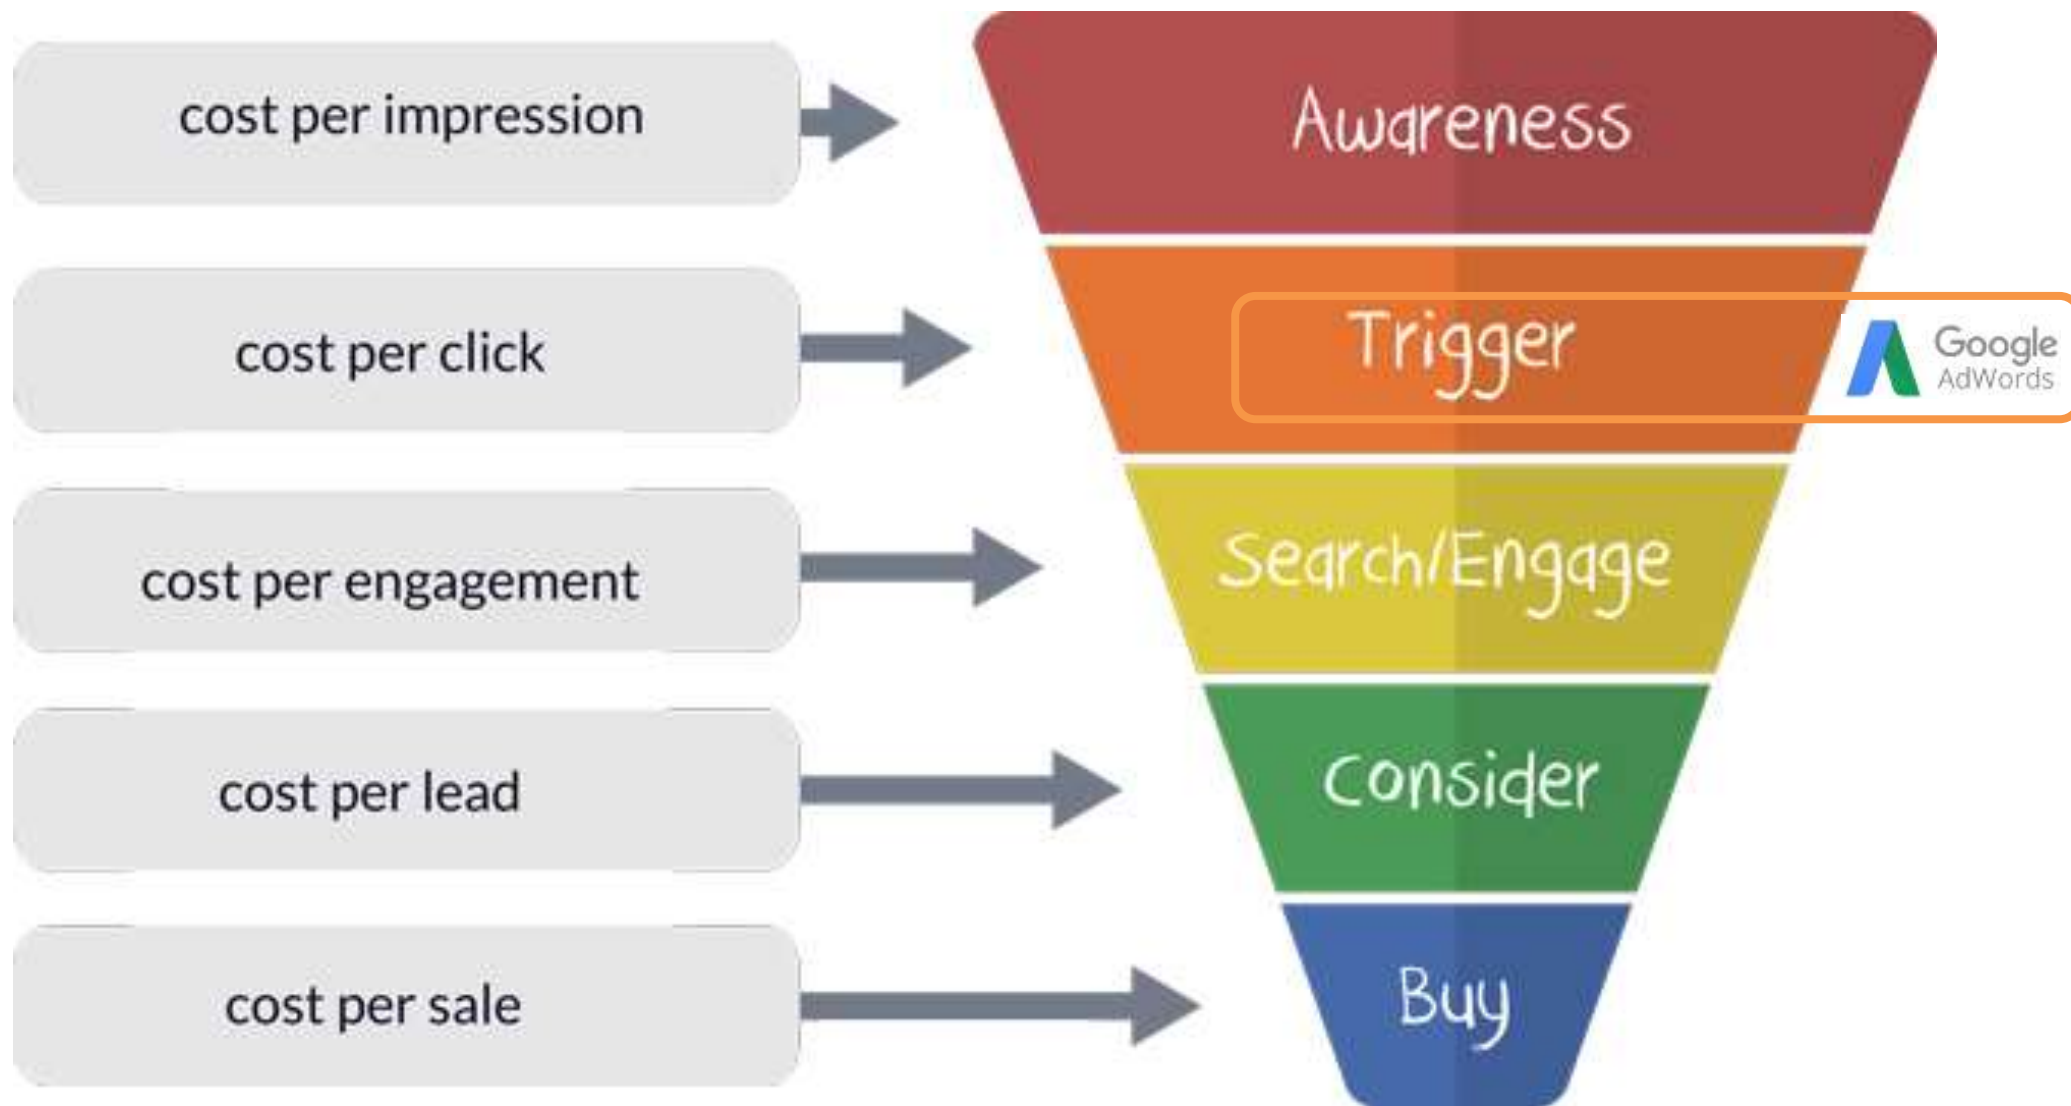 cost per impression
Awareness
cost per click
Trigger
Google
AdWords
cost per engagement
Search/Engage
cost per lead
Consider
cost per sale
Buy